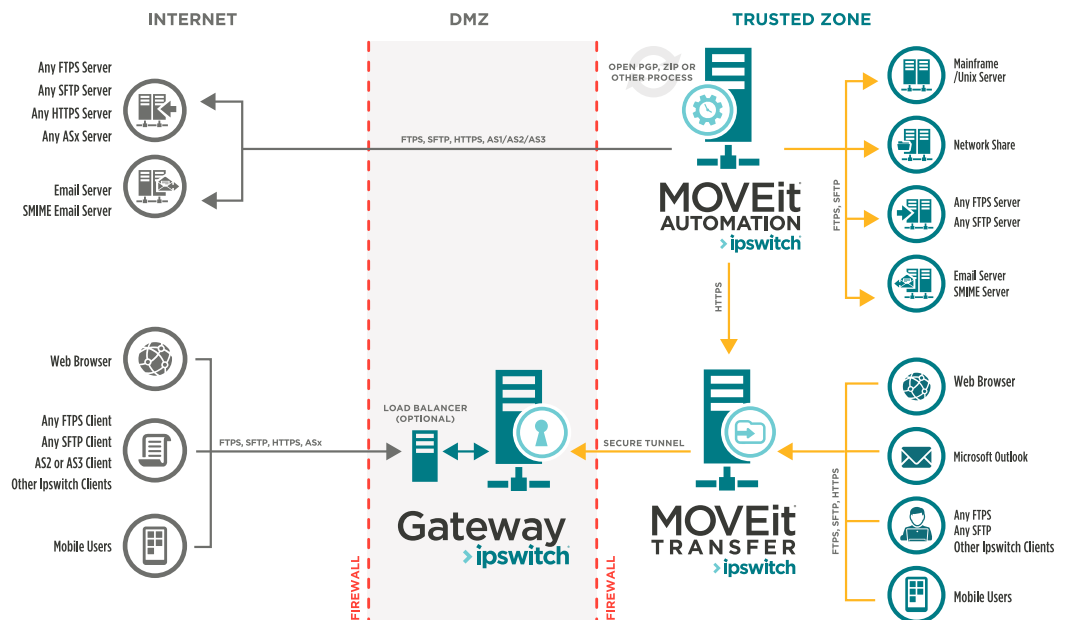 INTERNET
DMZ
TRUSTED ZONE
Any FTPS Server
Any SFTP Server
Any HTTPS Server
Any ASx Server
Email Server
SMIME Email Server
FTPS, SFTP, HTTPS, AS1/AS2/AS3
OPEN PGP, ZIP OR
OTHER PROCESS
MOVEit
AUTOMATION
ipswitch
FTPS, SFTP
Mainframe
/Unix Server
Network Share
Any FTPS Server
Any SFTP Server
Email Server
SMIME Server
HTTPS
Web Browser
Any FTPS Client
Any SFTP Client
AS2 or AS3 Client
Other Ipswitch Clients
Mobile Users
FTPS, SFTP, HTTPS, ASx
LOAD BALANCER
(OPTIONAL)
Gateway
ipswitch
SECURE TUNNEL
MOVEit
TRANSFER
ipswitch
FTPS, SFTP, HTTPS
Web Browser
Microsoft Outlook
Any FTPS
Any SFTP
Other Ipswitch Clients
Mobile Users
FIREWALL
FIREWALL